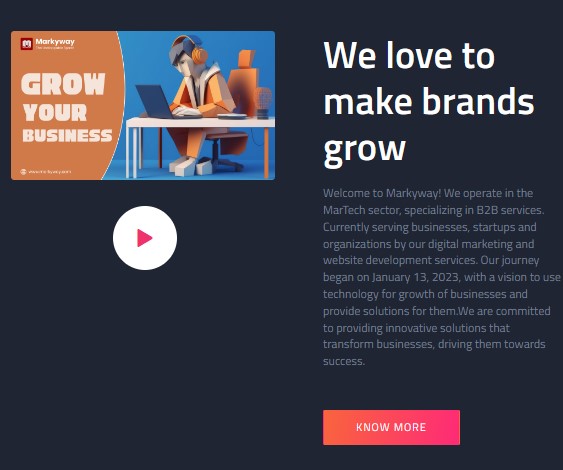 Markyway
GROW
YOUR
BUSINESS
www.markyway.com
We love to
make brands
grow
Welcome to Markyway! We operate in the
MarTech sector, specializing in B2B services.
Currently serving businesses, startups and
organizations by our digital marketing and
website development services. Our journey
began on January 13, 2023, with a vision to use
technology for growth of businesses and
provide solutions for them.We are committed
to providing innovative solutions that
transform businesses, driving them towards
success.
KNOW MORE